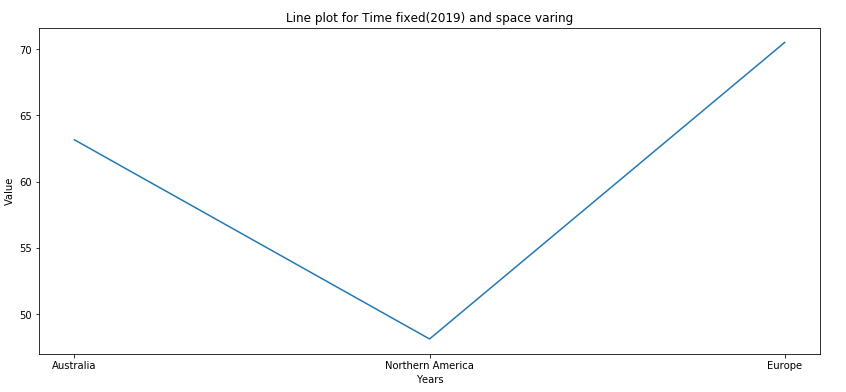 Line plot for Time fixed(2019) and space varing
70
65
60
55
50
Value
Australia
Northern America
Europe
Years